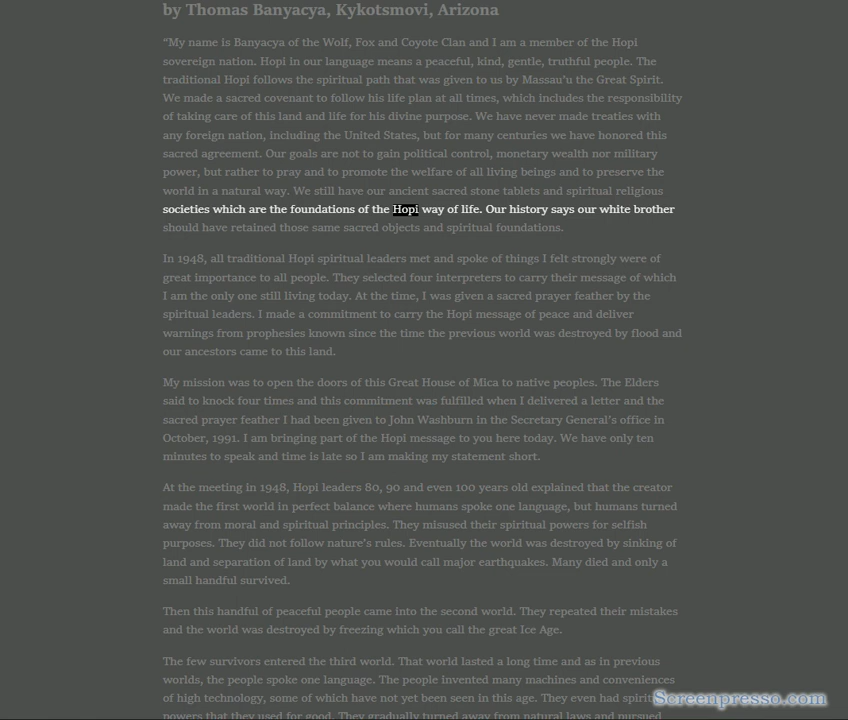 by Thomas Banyacya, Kykotsmovi, Arizona
“My name is Banyacya of the Wolf, Fox and Coyote Clan and I am a member of the Hopi
sovereign nation. Hopi in our language means a peaceful, kind, gentle, truthful people. The
traditional Hopi follows the spiritual path that was given to us by Massau’u the Great Spirit.
We made a sacred covenant to follow his life plan at all times, which includes the responsibility
of taking care of this land and life for his divine purpose. We have never made treaties with
any foreign nation, including the United States, but for many centuries we have honored this
sacred agreement. Our goals are not to gain political control, monetary wealth nor military
power, but rather to pray and to promote the welfare of all living beings and to preserve the
world in a natural way. We still have our ancient sacred stone tablets and spiritual religious
societies which are the foundations of the Hopi way of life. Our history says our white brother
should have retained those same sacred objects and spiritual foundations.
In 1948, all traditional Hopi spiritual leaders met and spoke of things I felt strongly were of
great importance to all people. They selected four interpreters to carry their message of which
I am the only one still living today. At the time, I was given a sacred prayer feather by the
spiritual leaders. I made a commitment to carry the Hopi message of peace and deliver
warnings from prophesies known since the time the previous world was destroyed by flood and
our ancestors came to this land.
My mission was to open the doors of this Great House of Mica to native peoples. The Elders
said to knock four times and this commitment was fulfilled when I delivered a letter and the
sacred prayer feather I had been given to John Washburn in the Secretary General’s office in
October, 1991. I am bringing part of the Hopi message to you here today. We have only ten
minutes to speak and time is late so I am making my statement short.
At the meeting in 1948, Hopi leaders 80, 90 and even 100 years old explained that the creator
made the first world in perfect balance where humans spoke one language, but humans turned
away from moral and spiritual principles. They misused their spiritual powers for selfish
purposes. They did not follow nature’s rules. Eventually the world was destroyed by sinking of
land and separation of land by what you would call major earthquakes. Many died and only a
small handful survived.
Then this handful of peaceful people came into the second world. They repeated their mistakes
and the world was destroyed by freezing which you call the great Ice Age.
The few survivors entered the third world. That world lasted a long time and as in previous
worlds, the people spoke one language. The people invented many machines and conveniences
of high technology, some of which have not yet been seen in this age. They even had
powers that they used for good. They gradually turned away from natural laws and pursued
Screenpresso.com